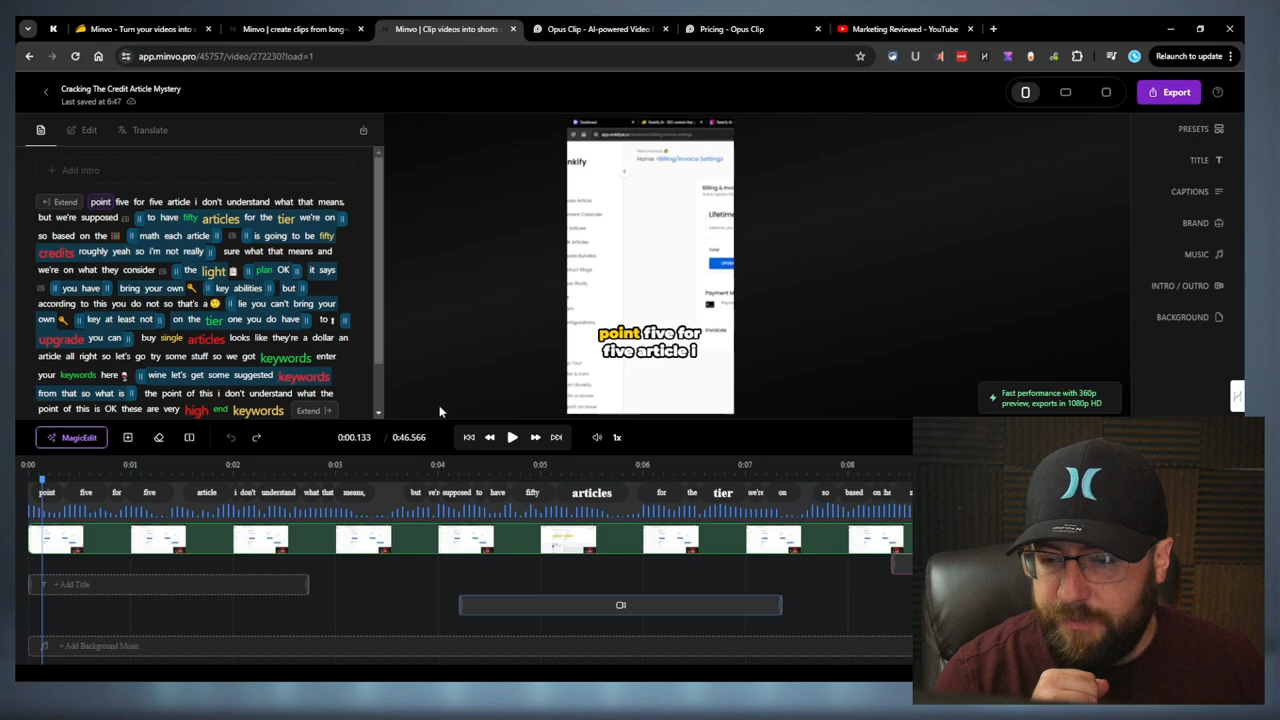 Minvo - Turn your videos into c
Minvo | create clips from long-
Minvo | Clip videos into shorts
Opus Clip - AI-powered Video
Pricing - Opus Clip
Marketing Reviewed - YouTube
app.minvo.pro/45757/video/272230?load=1
Relaunch to update
Cracking The Credit Article Mystery
Last saved at 6:47
Export
Edit
Translate
Add Intro
Extend point five for five article i don't understand what that means,
but we're supposed to have fifty articles for the tier we're on
so based on the math each article is going to be fifty
credits roughly yeah so i'm not really sure what that means and
we're on what they call the light plan OK it says
you have bring your own key abilities but
according to this you do not so that's a lie you can't bring your
own key at least not on the tier one you do have to
upgrade you can buy single articles looks like they're a dollar an
article all right so let's go try some stuff so we got keywords enter
your keywords here wine let's get some suggested keywords
from that so what is the point of this i don't understand what the
point of this is OK these are very high end keywords Extend
nkify
Home >Billing/Invoice Settings
Lifetim
Total
Invoices
point five for
five article i
PRESETS
TITLE
CAPTIONS
BRAND
MUSIC
INTRO / OUTRO
BACKGROUND
Fast performance with 360p
preview, exports in 1080p HD
MagicEdit
00:00.133 / 0:46.566
1x
0:00 0:01 0:02 0:03 0:04 0:05 0:06 0:07 0:08
point five for five article i don't understand what that means, but we're supposed to have fifty articles for the tier we're on so based on the
+ Add Title
+ Add Background Music